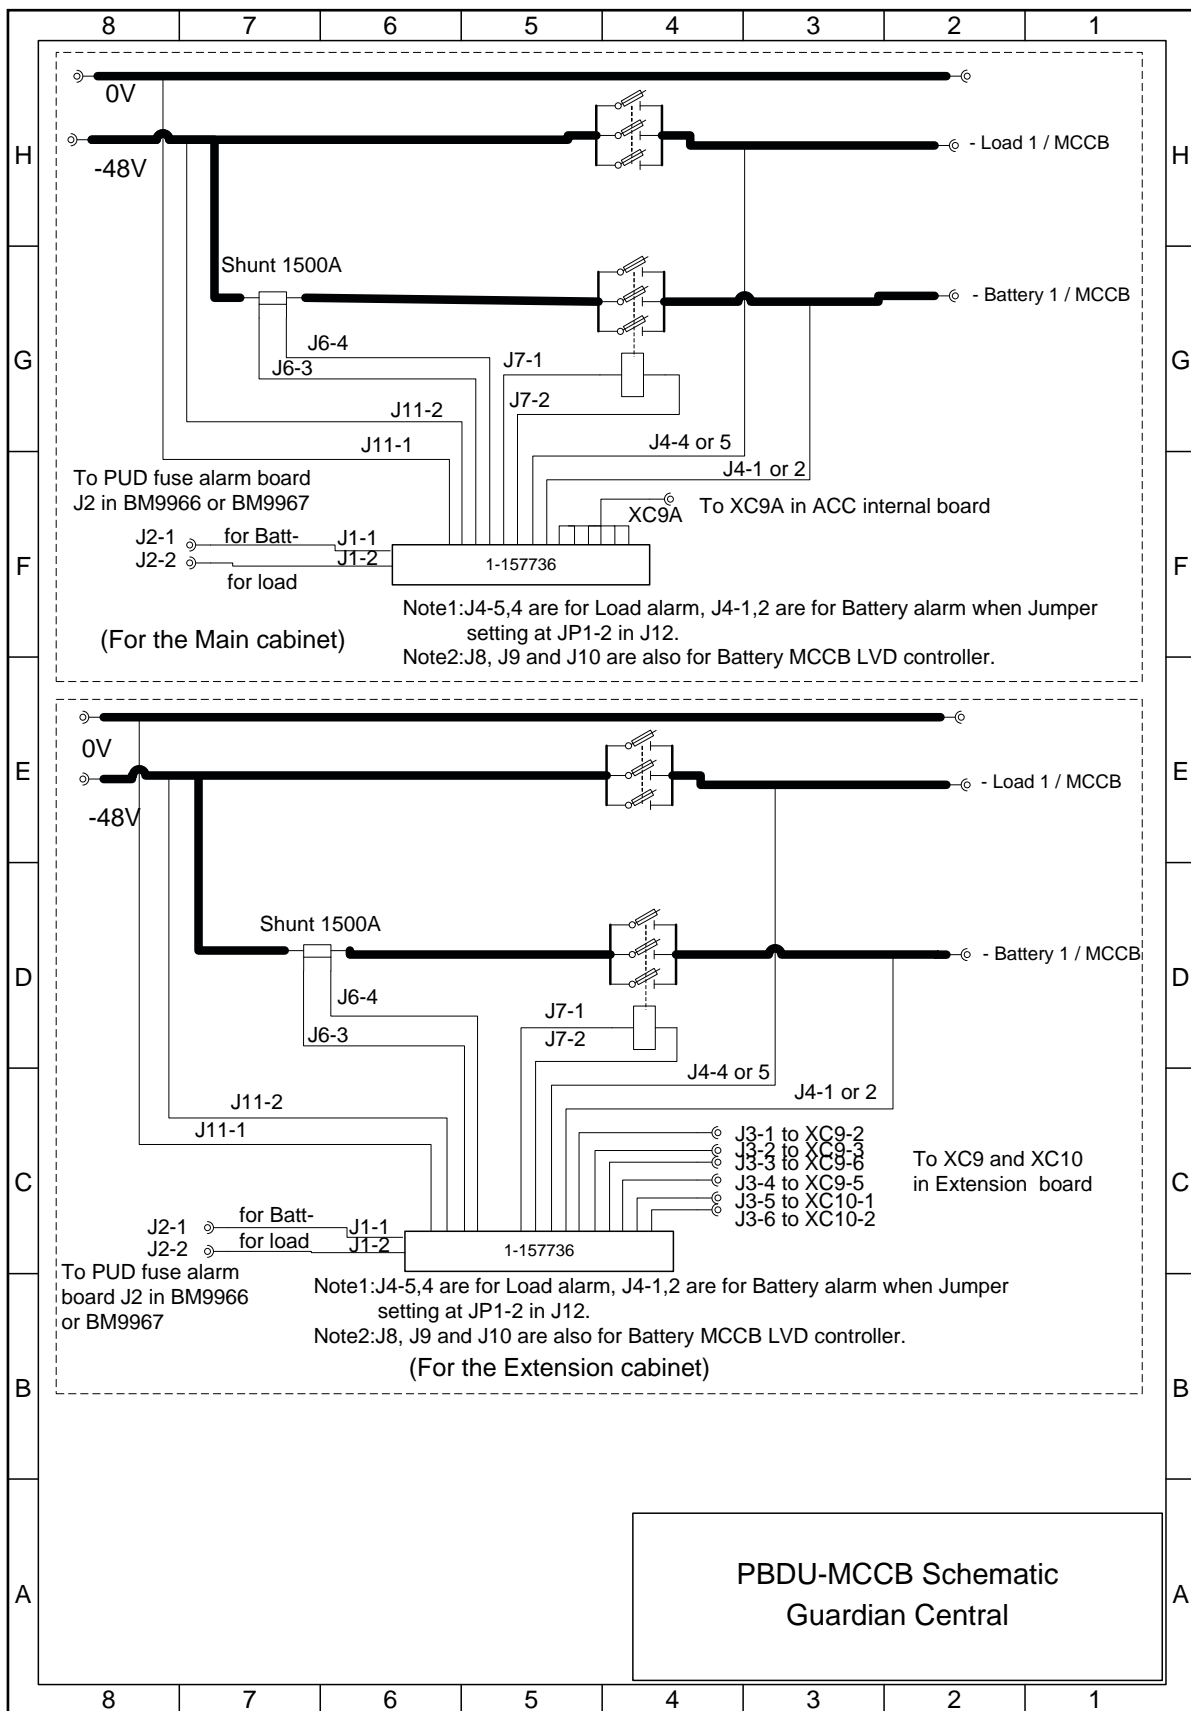 8 7 6 5 4 3 2 1
0V
H
- Load 1 / MCCB
H
-48V
Shunt 1500A
- Battery 1 / MCCB
J6-4
G
J7-1
G
J6-3
J7-2
J11-2
J11-1
J4-4 or 5
J4-1 or 2
To PUD fuse alarm board
J2 in BM9966 or BM9967
XC9A
To XC9A in ACC internal board
J2-1
for Batt-
J1-1
J2-2
for load
J1-2
F
1-157736
F
Note1:J4-5,4 are for Load alarm, J4-1,2 are for Battery alarm when Jumper
setting at JP1-2 in J12.
(For the Main cabinet)
Note2:J8, J9 and J10 are also for Battery MCCB LVD controller.
0V
E
- Load 1 / MCCB
E
-48V
Shunt 1500A
- Battery 1 / MCCB
D
D
J6-4
J7-1
J6-3
J7-2
J4-4 or 5
J4-1 or 2
J11-2
J11-1
J3-1 to XC9-2
J3-2 to XC9-3
J3-3 to XC9-6
J3-4 to XC9-5
J3-5 to XC10-1
J3-6 to XC10-2
To XC9 and XC10
in Extension board
C
C
J2-1
for Batt-
J1-1
J2-2
for load
J1-2
1-157736
To PUD fuse alarm
board J2 in BM9966
or BM9967
Note1:J4-5,4 are for Load alarm, J4-1,2 are for Battery alarm when Jumper
setting at JP1-2 in J12.
Note2:J8, J9 and J10 are also for Battery MCCB LVD controller.
(For the Extension cabinet)
B
B
A
PBDU-MCCB Schematic
Guardian Central
A
8 7 6 5 4 3 2 1